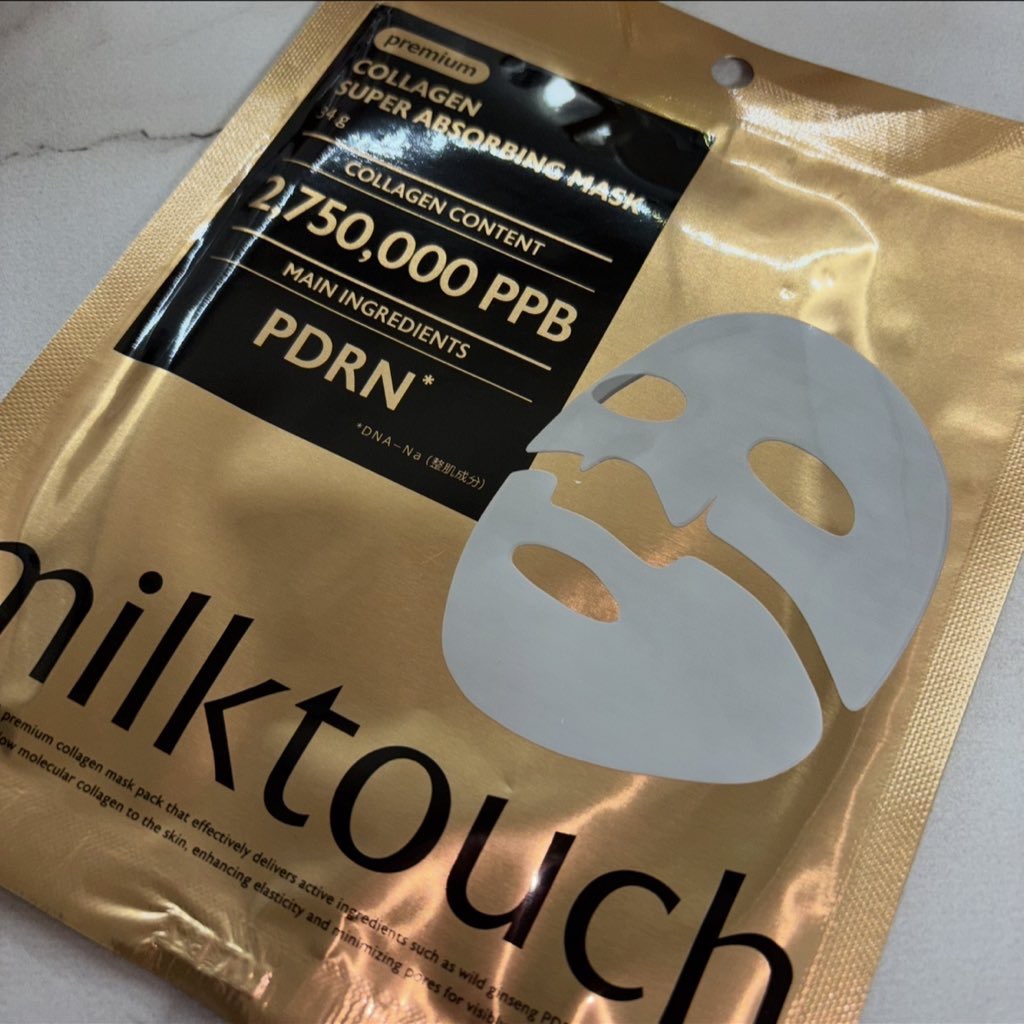 premium
COLLAGEN
SUPER ABSORBING MASK
34 g
COLLAGEN CONTENT
2,750,000 PPB
MAIN INGREDIENTS
PDRN*
*DNA-Na (整肌成分)
milktouch
premium collagen mask pack that effectively delivers active ingredients such as wild ginseng
low molecular collagen to the skin, enhancing elasticity and minimizing pores for